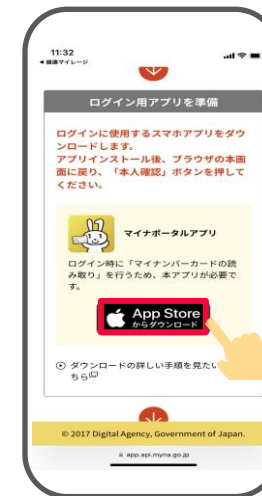 11:32
◀ 健康マイレージ
ログイン用アプリを準備
ログインに使用するスマホアプリをダウ
ンロードします。
アプリインストール後、ブラウザの本画
面に戻り、「本人確認」ボタンを押して
ください。
マイナポータルアプリ
ログイン時に「マイナンバーカードの読
み取り」を行うため、本アプリが必要で
す。
App Store
からダウンロード
ダウンロードの詳しい手順を見た
ちら
© 2017 Digital Agency, Government of Japan.
app.api.myna.go.jp